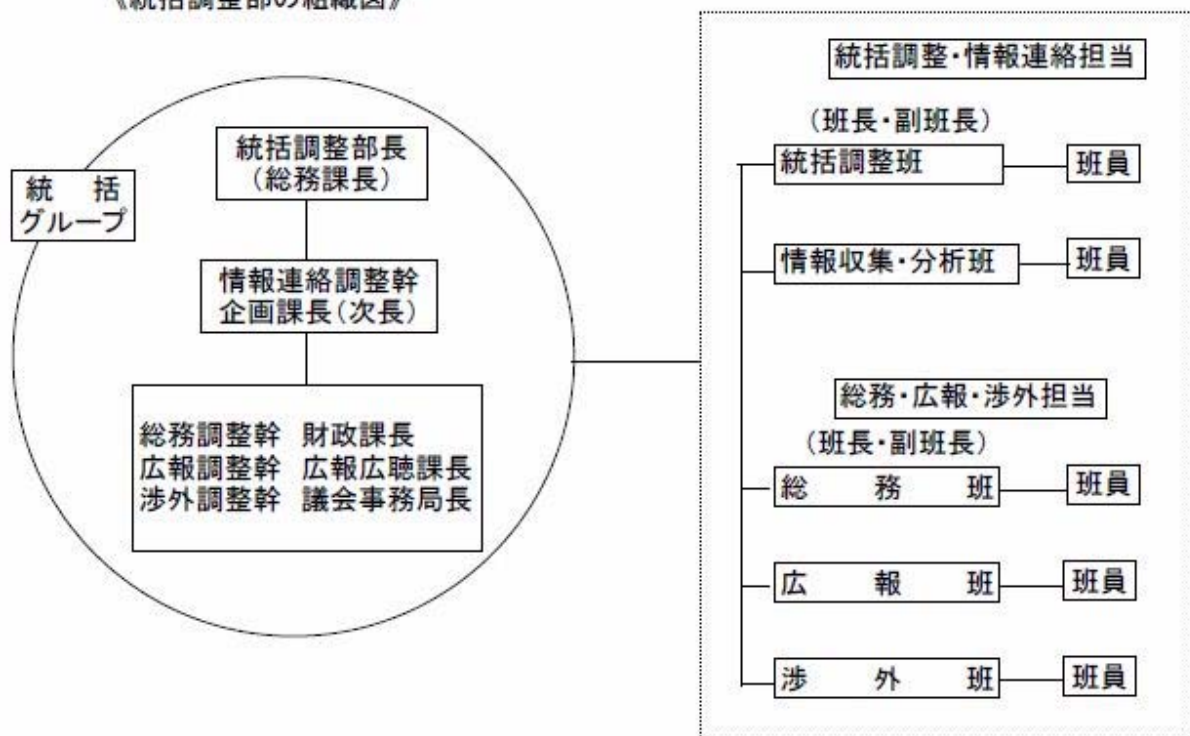 《統括調整部の組織図》
統括
グループ
統括調整部長
(総務課長)
情報連絡調整幹
企画課長(次長)
総務調整幹 財政課長
広報調整幹 広報広聴課長
渉外調整幹 議会事務局長
統括調整・情報連絡担当
(班長・副班長)
統括調整班 班員
情報収集・分析班 班員
総務・広報・渉外担当
(班長・副班長)
総務班 班員
広報班 班員
渉外班 班員